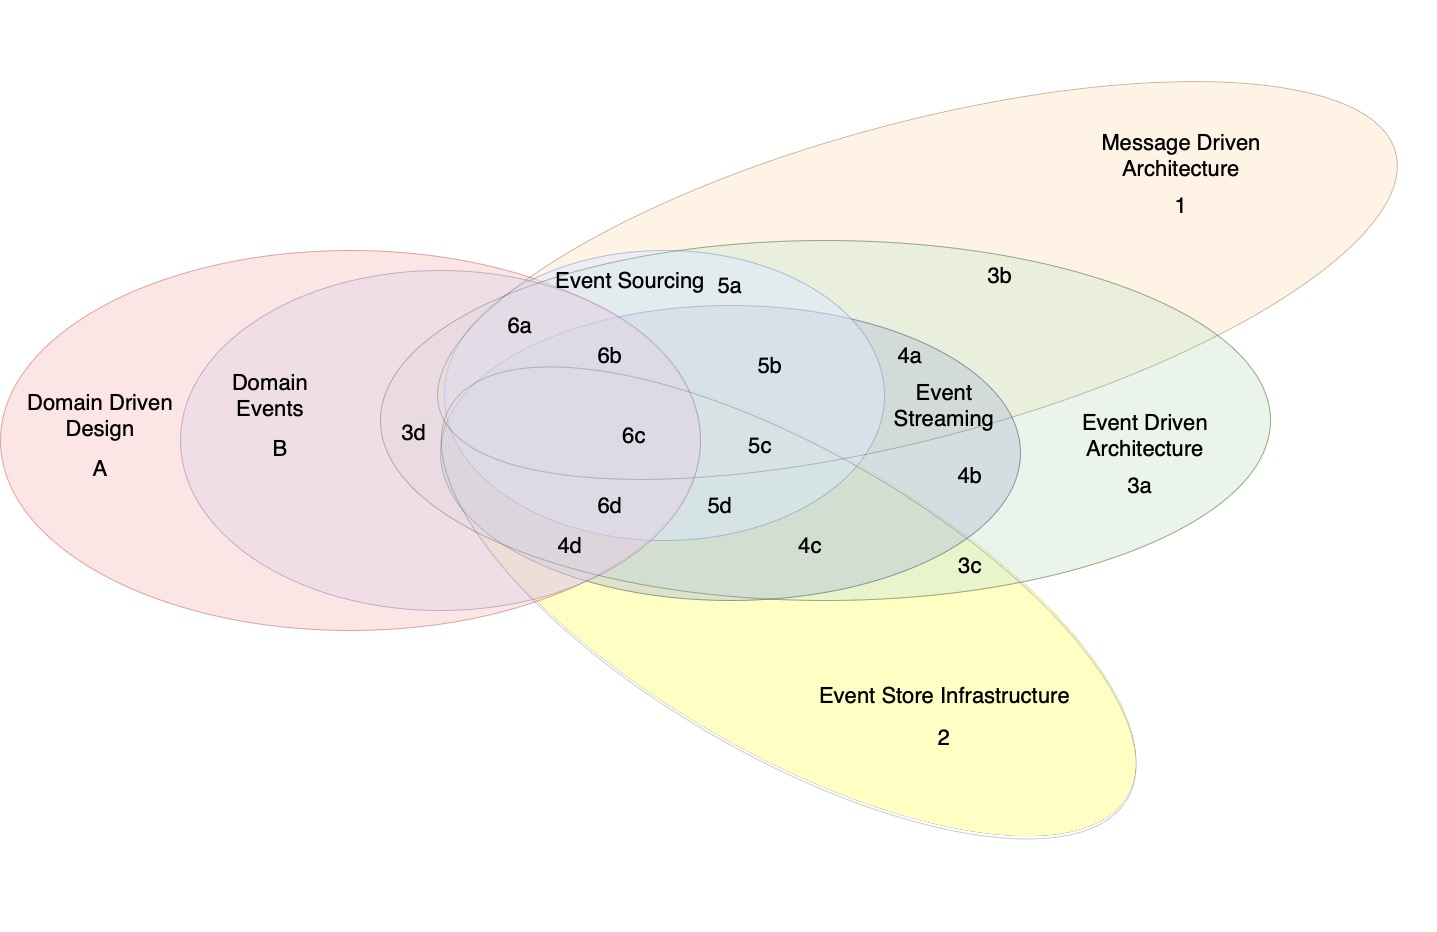 Message Driven
Architecture
1
3b
Event Sourcing 5a
6a
6b
5b
4a
Event
Streaming
Domain
Events
B
Domain Driven
Design
A
3d
6c
5c
4b
Event Driven
Architecture
3a
6d
5d
4d
4c
3c
Event Store Infrastructure
2